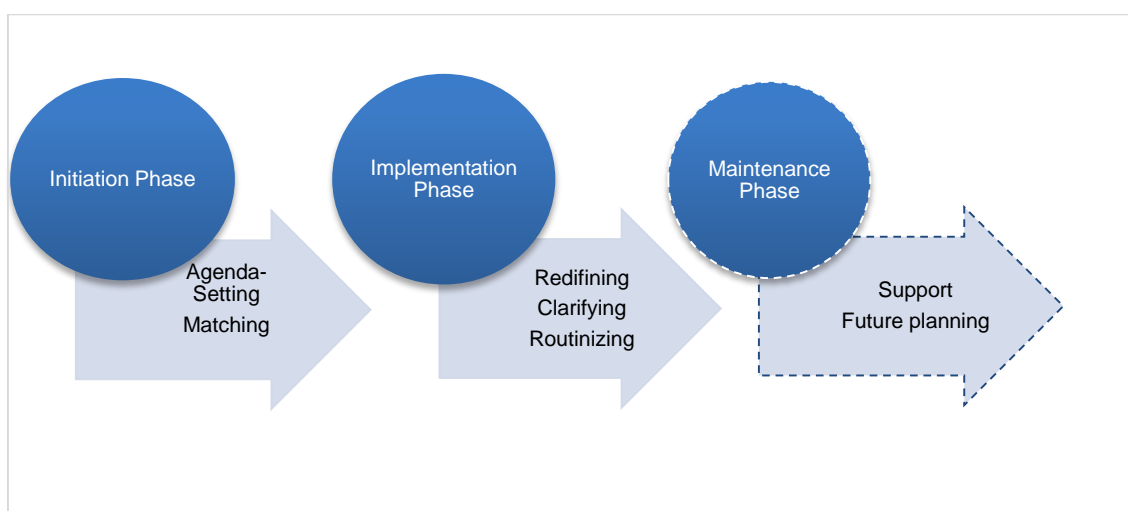 Initiation Phase
Agenda-
Setting
Matching
Implementation
Phase
Redifining
Clarifying
Routinizing
Maintenance
Phase
Support
Future planning